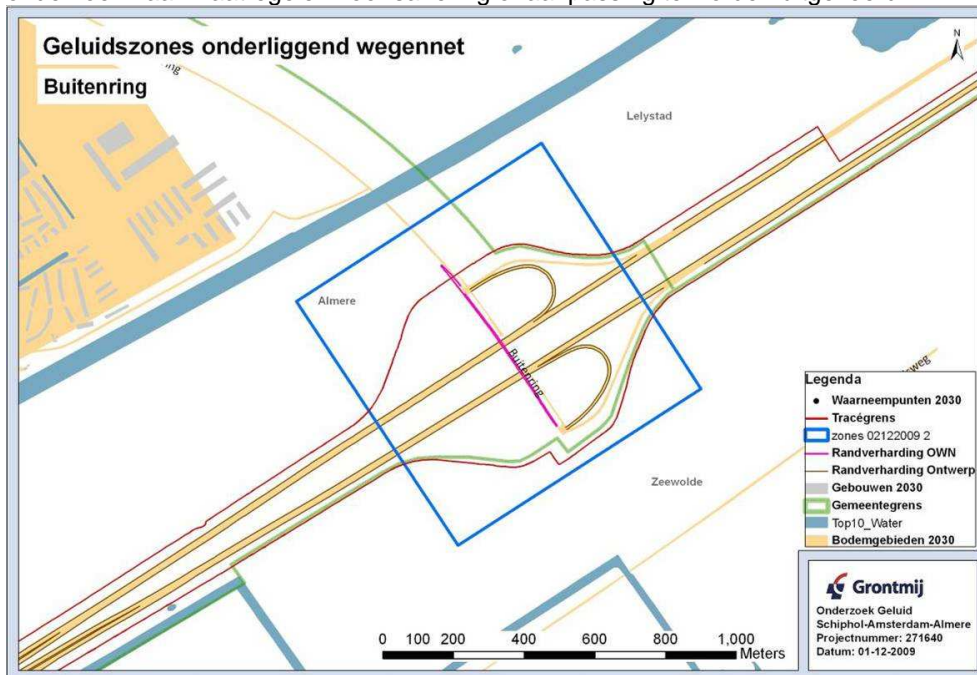 Geluidszones onderliggend wegennet
Buitenring
N
Lelystad
Almere
Buitenring
Zeewolde
Legenda
Waarneempunten 2030
Tracégrens
zones 02122009 2
Randverharding OWN
Randverharding Ontwerp
Gebouwen 2030
Gemeentegrens
Top10_Water
Bodemgebieden 2030
Grontmij
Onderzoek Geluid
Schiphol-Amsterdam-Almere
Projectnummer: 271640
Datum: 01-12-2009
0 100 200 400 600 800 1,000
Meters